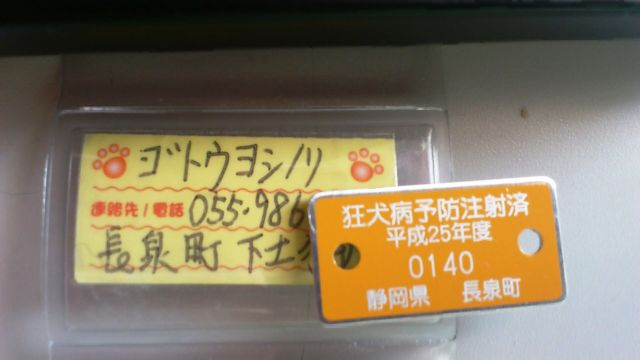 ゴトウヨシノリ
連絡先/電話 055-986
長泉町 下土
狂犬病予防注射済
平成25年度
0140
静岡県 長泉町